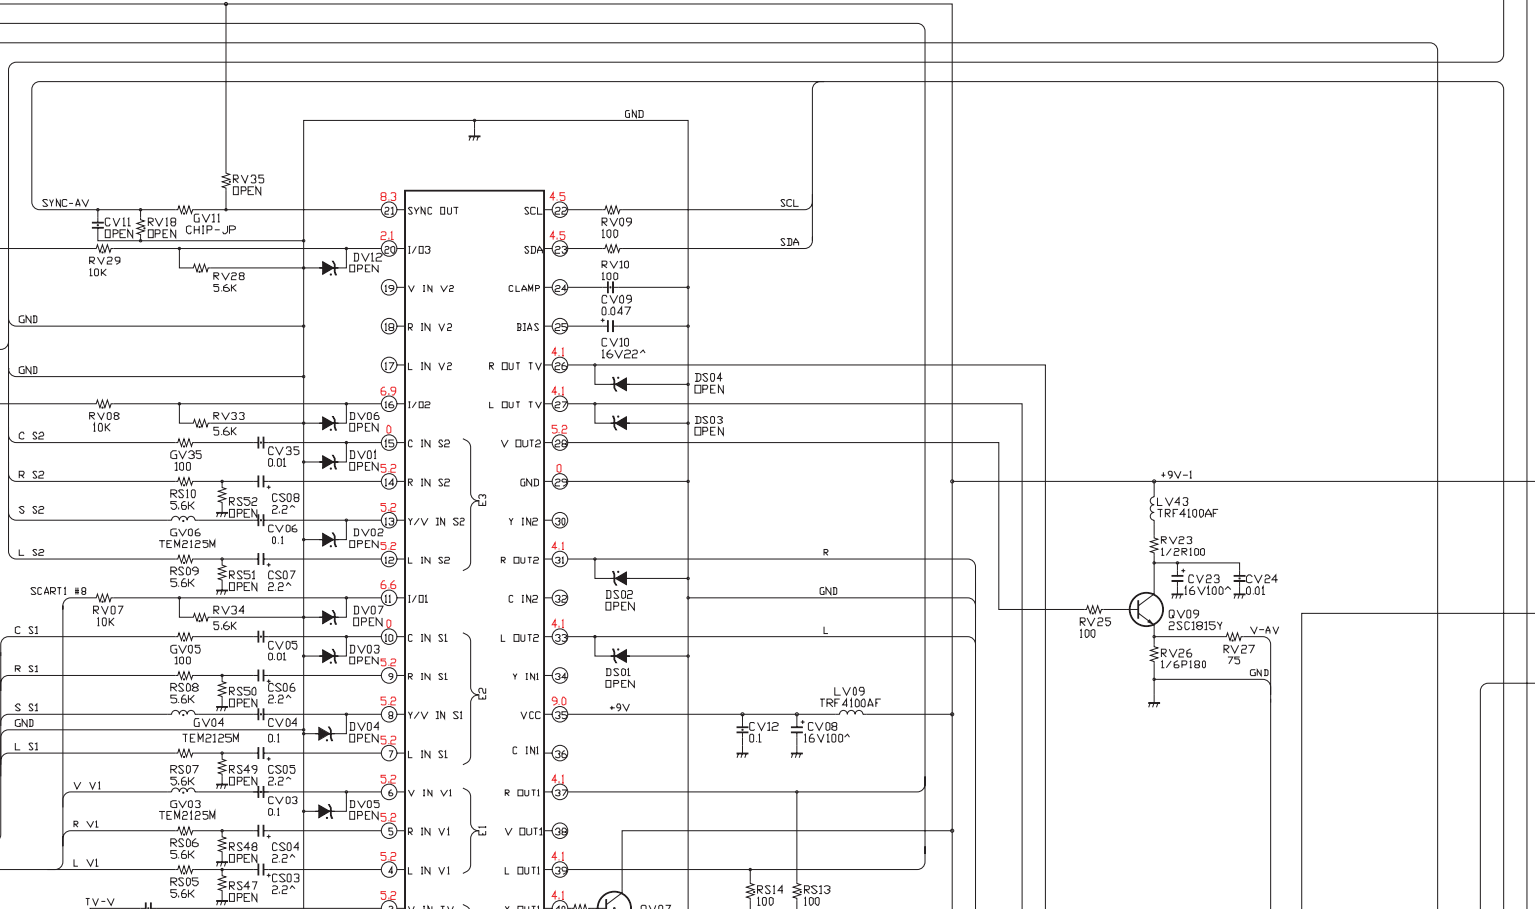 GND
RV35
OPEN
SYNC-AV
CV11
OPEN
RV18
OPEN
GV11
CHIP-JP
8.3
21
SYNC OUT
4.5
SCL
22
RV09
100
SCL
RV29
10K
RV28
5.6K
DV12
OPEN
2.1
20
I/O3
4.5
SDA
23
RV10
100
SDA
19
V IN V2
CLAMP
24
CV09
0.047
GND
18
R IN V2
BIAS
25
+
CV10
16V22^
GND
17
L IN V2
4.1
R OUT TV
26
DS04
OPEN
RV08
10K
RV33
5.6K
DV06
OPEN
6.9
16
I/O2
4.1
L OUT TV
27
DS03
OPEN
C S2
GV35
100
CV35
0.01
DV01
OPEN
0
15
C IN S2
5.2
V OUT2
28
R S2
RS10
5.6K
RS52
OPEN
+
CS08
2.2^
5.2
14
R IN S2
E3
0
GND
29
+9V-1
S S2
GV06
TEM2125M
CV06
0.1
DV02
OPEN
5.2
13
Y/V IN S2
Y IN2
30
LV43
TRF4100AF
L S2
RS09
5.6K
RS51
OPEN
+
CS07
2.2^
5.2
12
L IN S2
4.1
R OUT2
31
R
RV23
1/2R100
SCART1 #8
RV07
10K
RV34
5.6K
DV07
OPEN
6.6
11
I/O1
C IN2
32
DS02
OPEN
GND
+
CV23
16V100^
CV24
0.01
C S1
GV05
100
CV05
0.01
DV03
OPEN
0
10
C IN S1
4.1
L OUT2
33
L
RV25
100
QV09
2SC1815Y
V-AV
RV27
75
R S1
RS08
5.6K
RS50
OPEN
+
CS06
2.2^
5.2
9
R IN S1
E2
Y IN1
34
DS01
OPEN
RV26
1/6P180
GND
S S1
GND
GV04
TEM2125M
CV04
0.1
DV04
OPEN
5.2
8
Y/V IN S1
9.0
VCC
35
+9V
LV09
TRF4100AF
CV12
0.1
+
CV08
16V100^
L S1
RS07
5.6K
RS49
OPEN
+
CS05
2.2^
5.2
7
L IN S1
C IN1
36
V V1
GV03
TEM2125M
CV03
0.1
DV05
OPEN
5.2
6
V IN V1
4.1
R OUT1
37
R V1
RS06
5.6K
RS48
OPEN
+
CS04
2.2^
5.2
5
R IN V1
E1
V OUT1
38
L V1
RS05
5.6K
RS47
OPEN
+
CS03
2.2^
5.2
4
L IN V1
4.1
L OUT1
39
RS14
100
RS13
100
TV-V
5.2
4.1